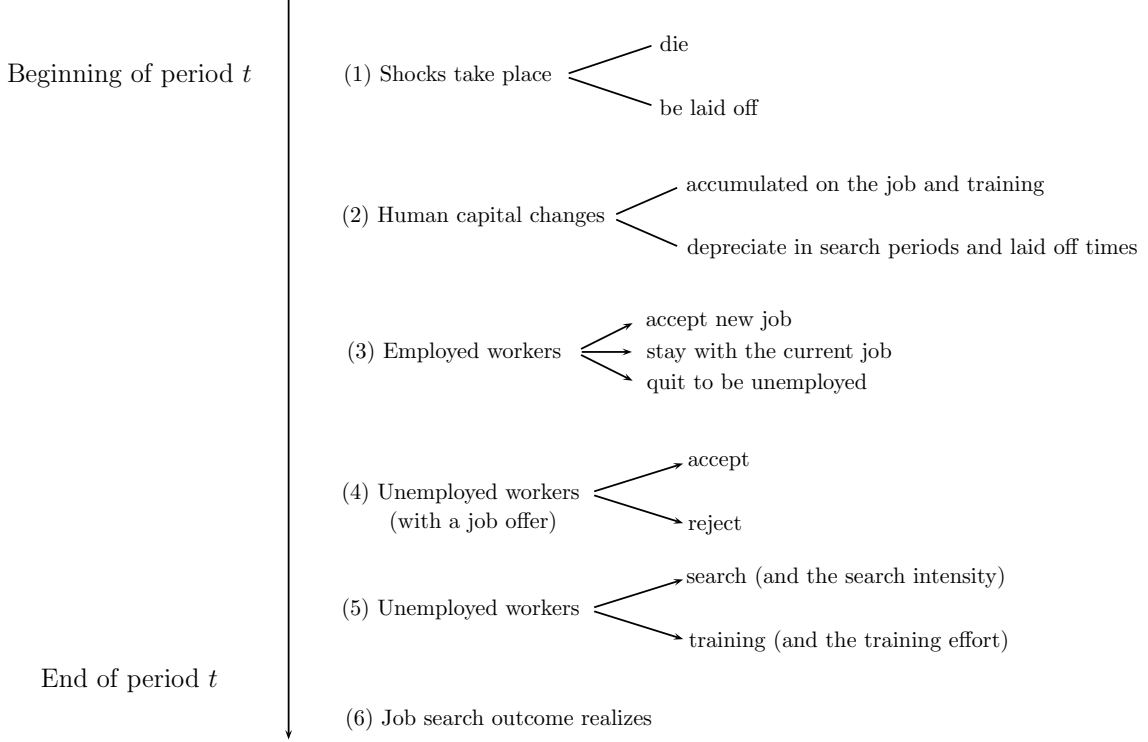 Beginning of period t
(1) Shocks take place
die
be laid off
(2) Human capital changes
accumulated on the job and training
depreciate in search periods and laid off times
(3) Employed workers
accept new job
stay with the current job
quit to be unemployed
(4) Unemployed workers
(with a job offer)
accept
reject
(5) Unemployed workers
search (and the search intensity)
training (and the training effort)
End of period t
(6) Job search outcome realizes